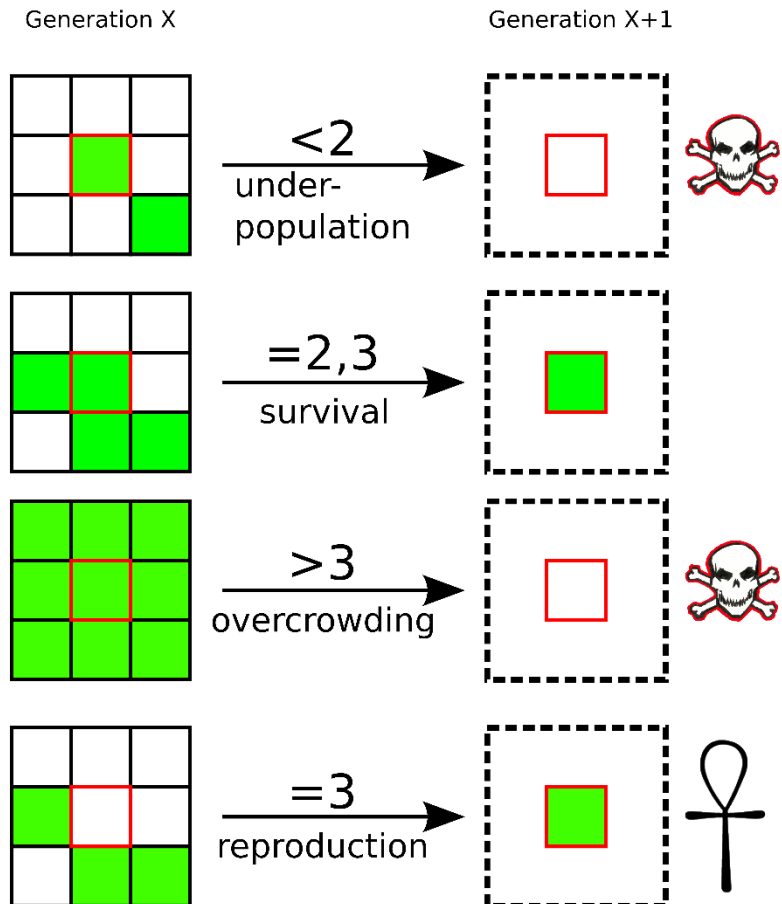 Generation X
Generation X+1
<2
under-
population
=2,3
survival
>3
overcrowding
=3
reproduction